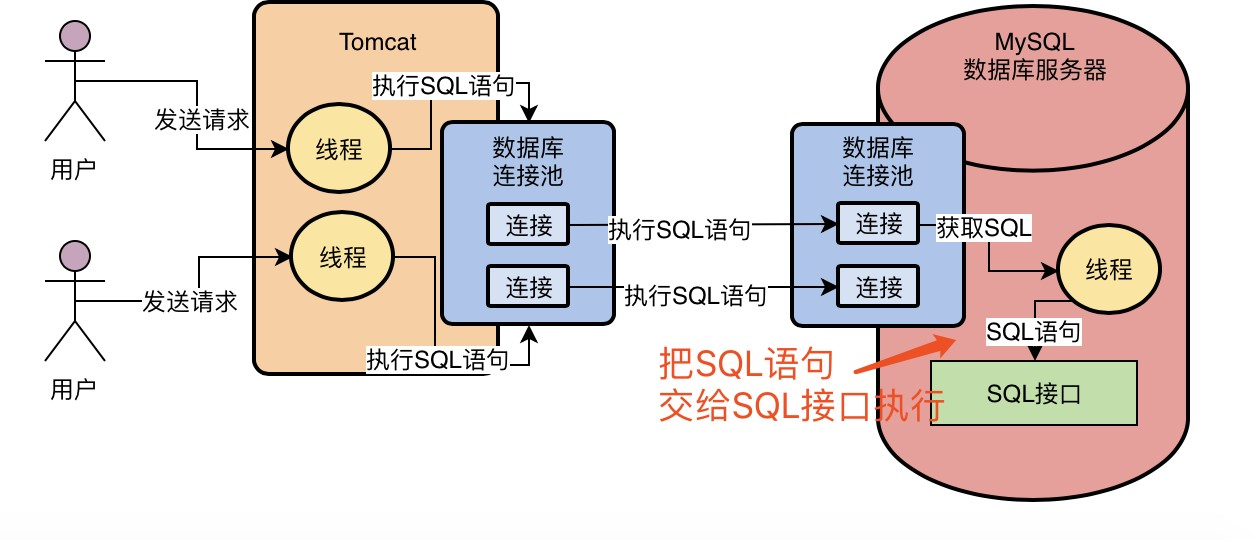 Tomcat
MySQL
数据库服务器
执行SQL语句
发送请求
线程
用户
数据库
连接池
数据库
连接池
连接
执行SQL语句
连接
获取SQL
线程
线程
连接
执行SQL语句
连接
发送请求
SQL语句
执行SQL语句
用户
把SQL语句
交给SQL接口执行
SQL接口